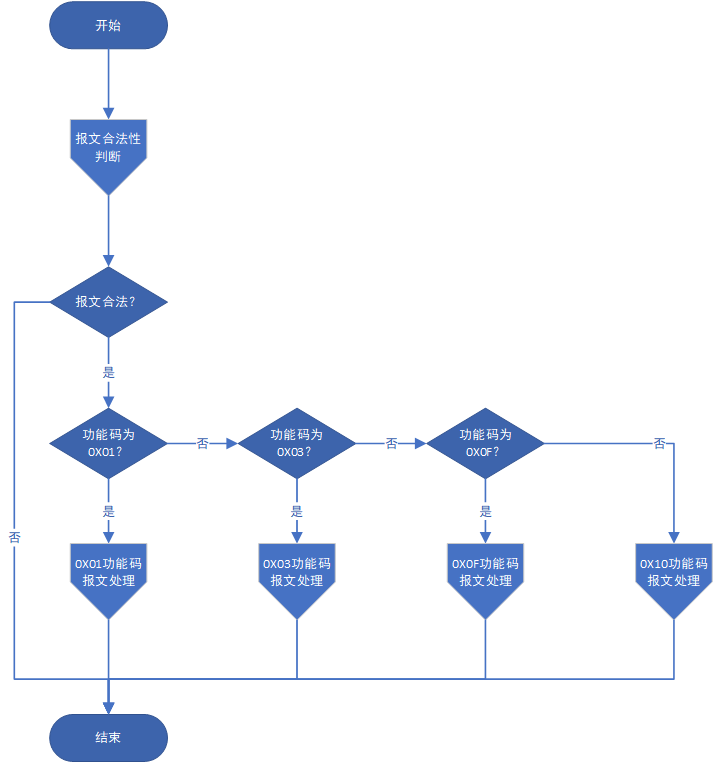 开始
报文合法性
判断
报文合法？
是
功能码为
0X01？
否
功能码为
0X03？
否
功能码为
0X0F？
否
是
是
是
否
0X01功能码
报文处理
0X03功能码
报文处理
0X0F功能码
报文处理
0X10功能码
报文处理
结束